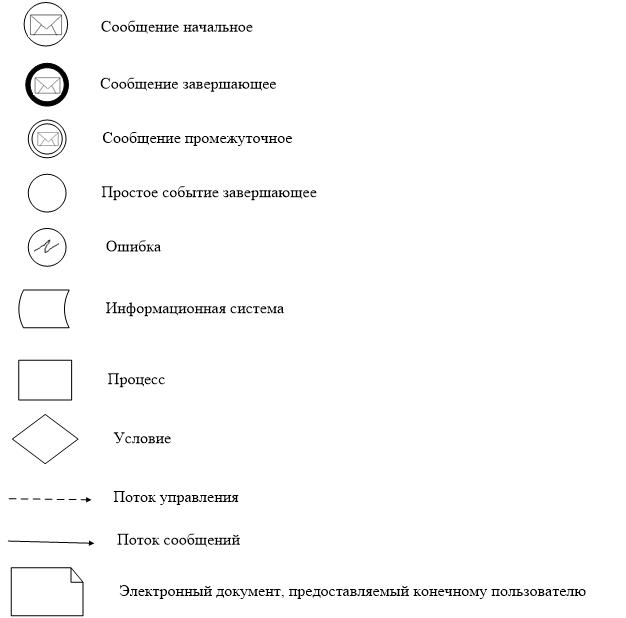 Сообщение начальное
Сообщение завершающее
Сообщение промежуточное
Простое событие завершающее
Ошибка
Информационная система
Процесс
Условие
Поток управления
Поток сообщений
Электронный документ, предоставляемый конечному пользователю